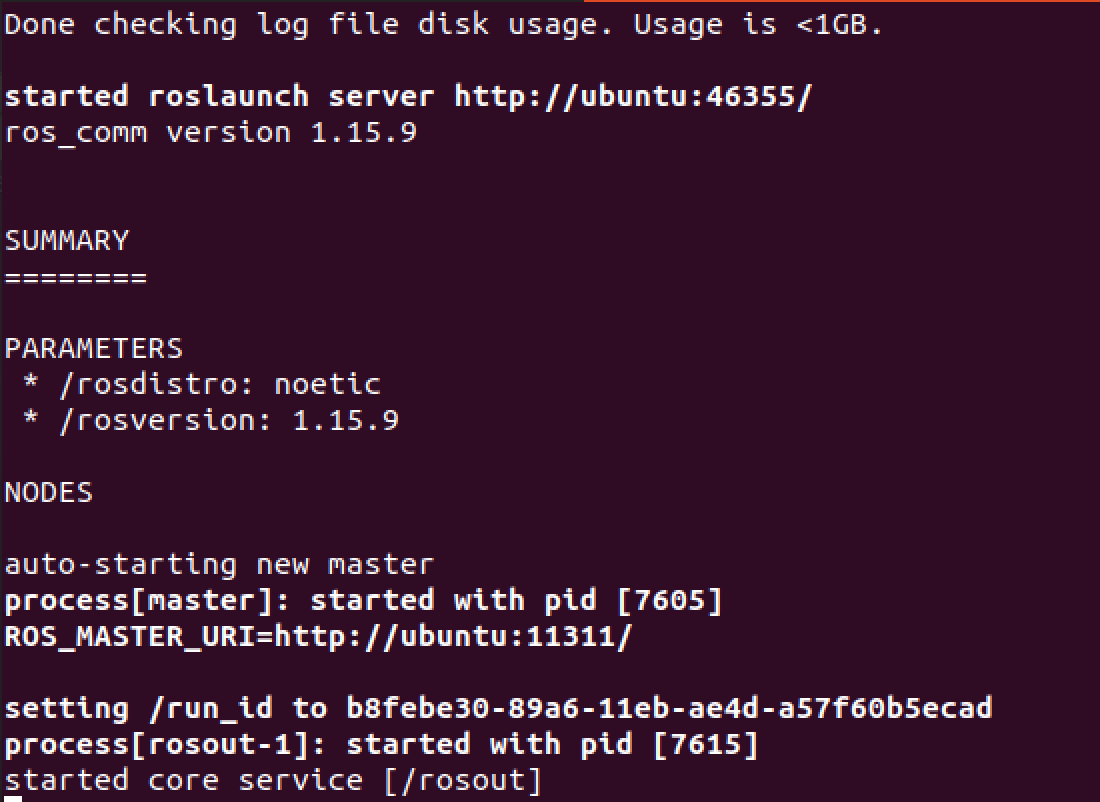 Done checking log file disk usage. Usage is <1GB.
started roslaunch server http://ubuntu:46355/
ros_comm version 1.15.9
SUMMARY
========
PARAMETERS
* /rosdistro: noetic
* /rosversion: 1.15.9
NODES
auto-starting new master
process[master]: started with pid [7605]
ROS_MASTER_URI=http://ubuntu:11311/
setting /run_id to b8febe30-89a6-11eb-ae4d-a57f60b5ecad
process[rosout-1]: started with pid [7615]
started core service [/rosout]